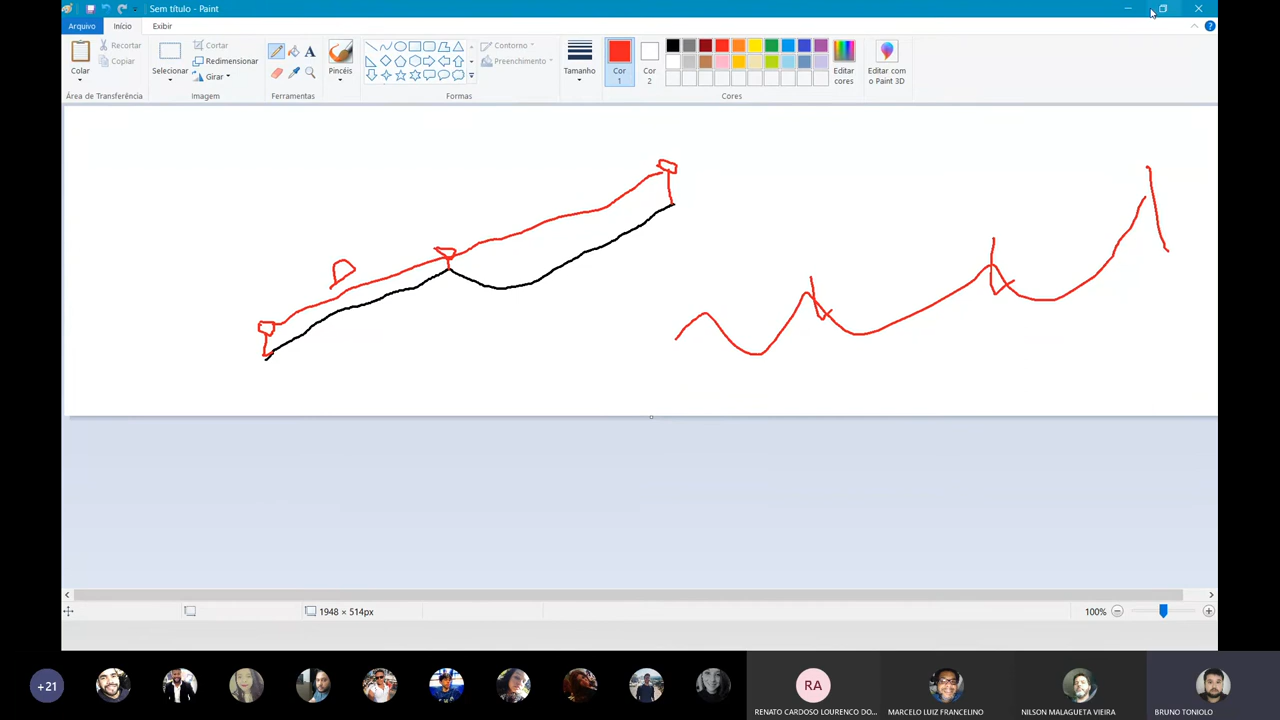 Sem título - Paint
Arquivo Início Exibir
Colar
Recortar
Copiar
Área de Transferência
Selecionar
Cortar
Redimensionar
Girar
Imagem
A
Ferramentas
Pincéis
Contorno
Preenchimento
Formas
Tamanho
Cor 1
Cor 2
Editar cores
Editar com o Paint 3D
Cores
D
1948 × 514px
100%
+21
RA
RENATO CARDOSO LOURENCO DO...
MARCELO LUIZ FRANCELINO
NILSON MALAGUETA VIEIRA
BRUNO TONIOLO